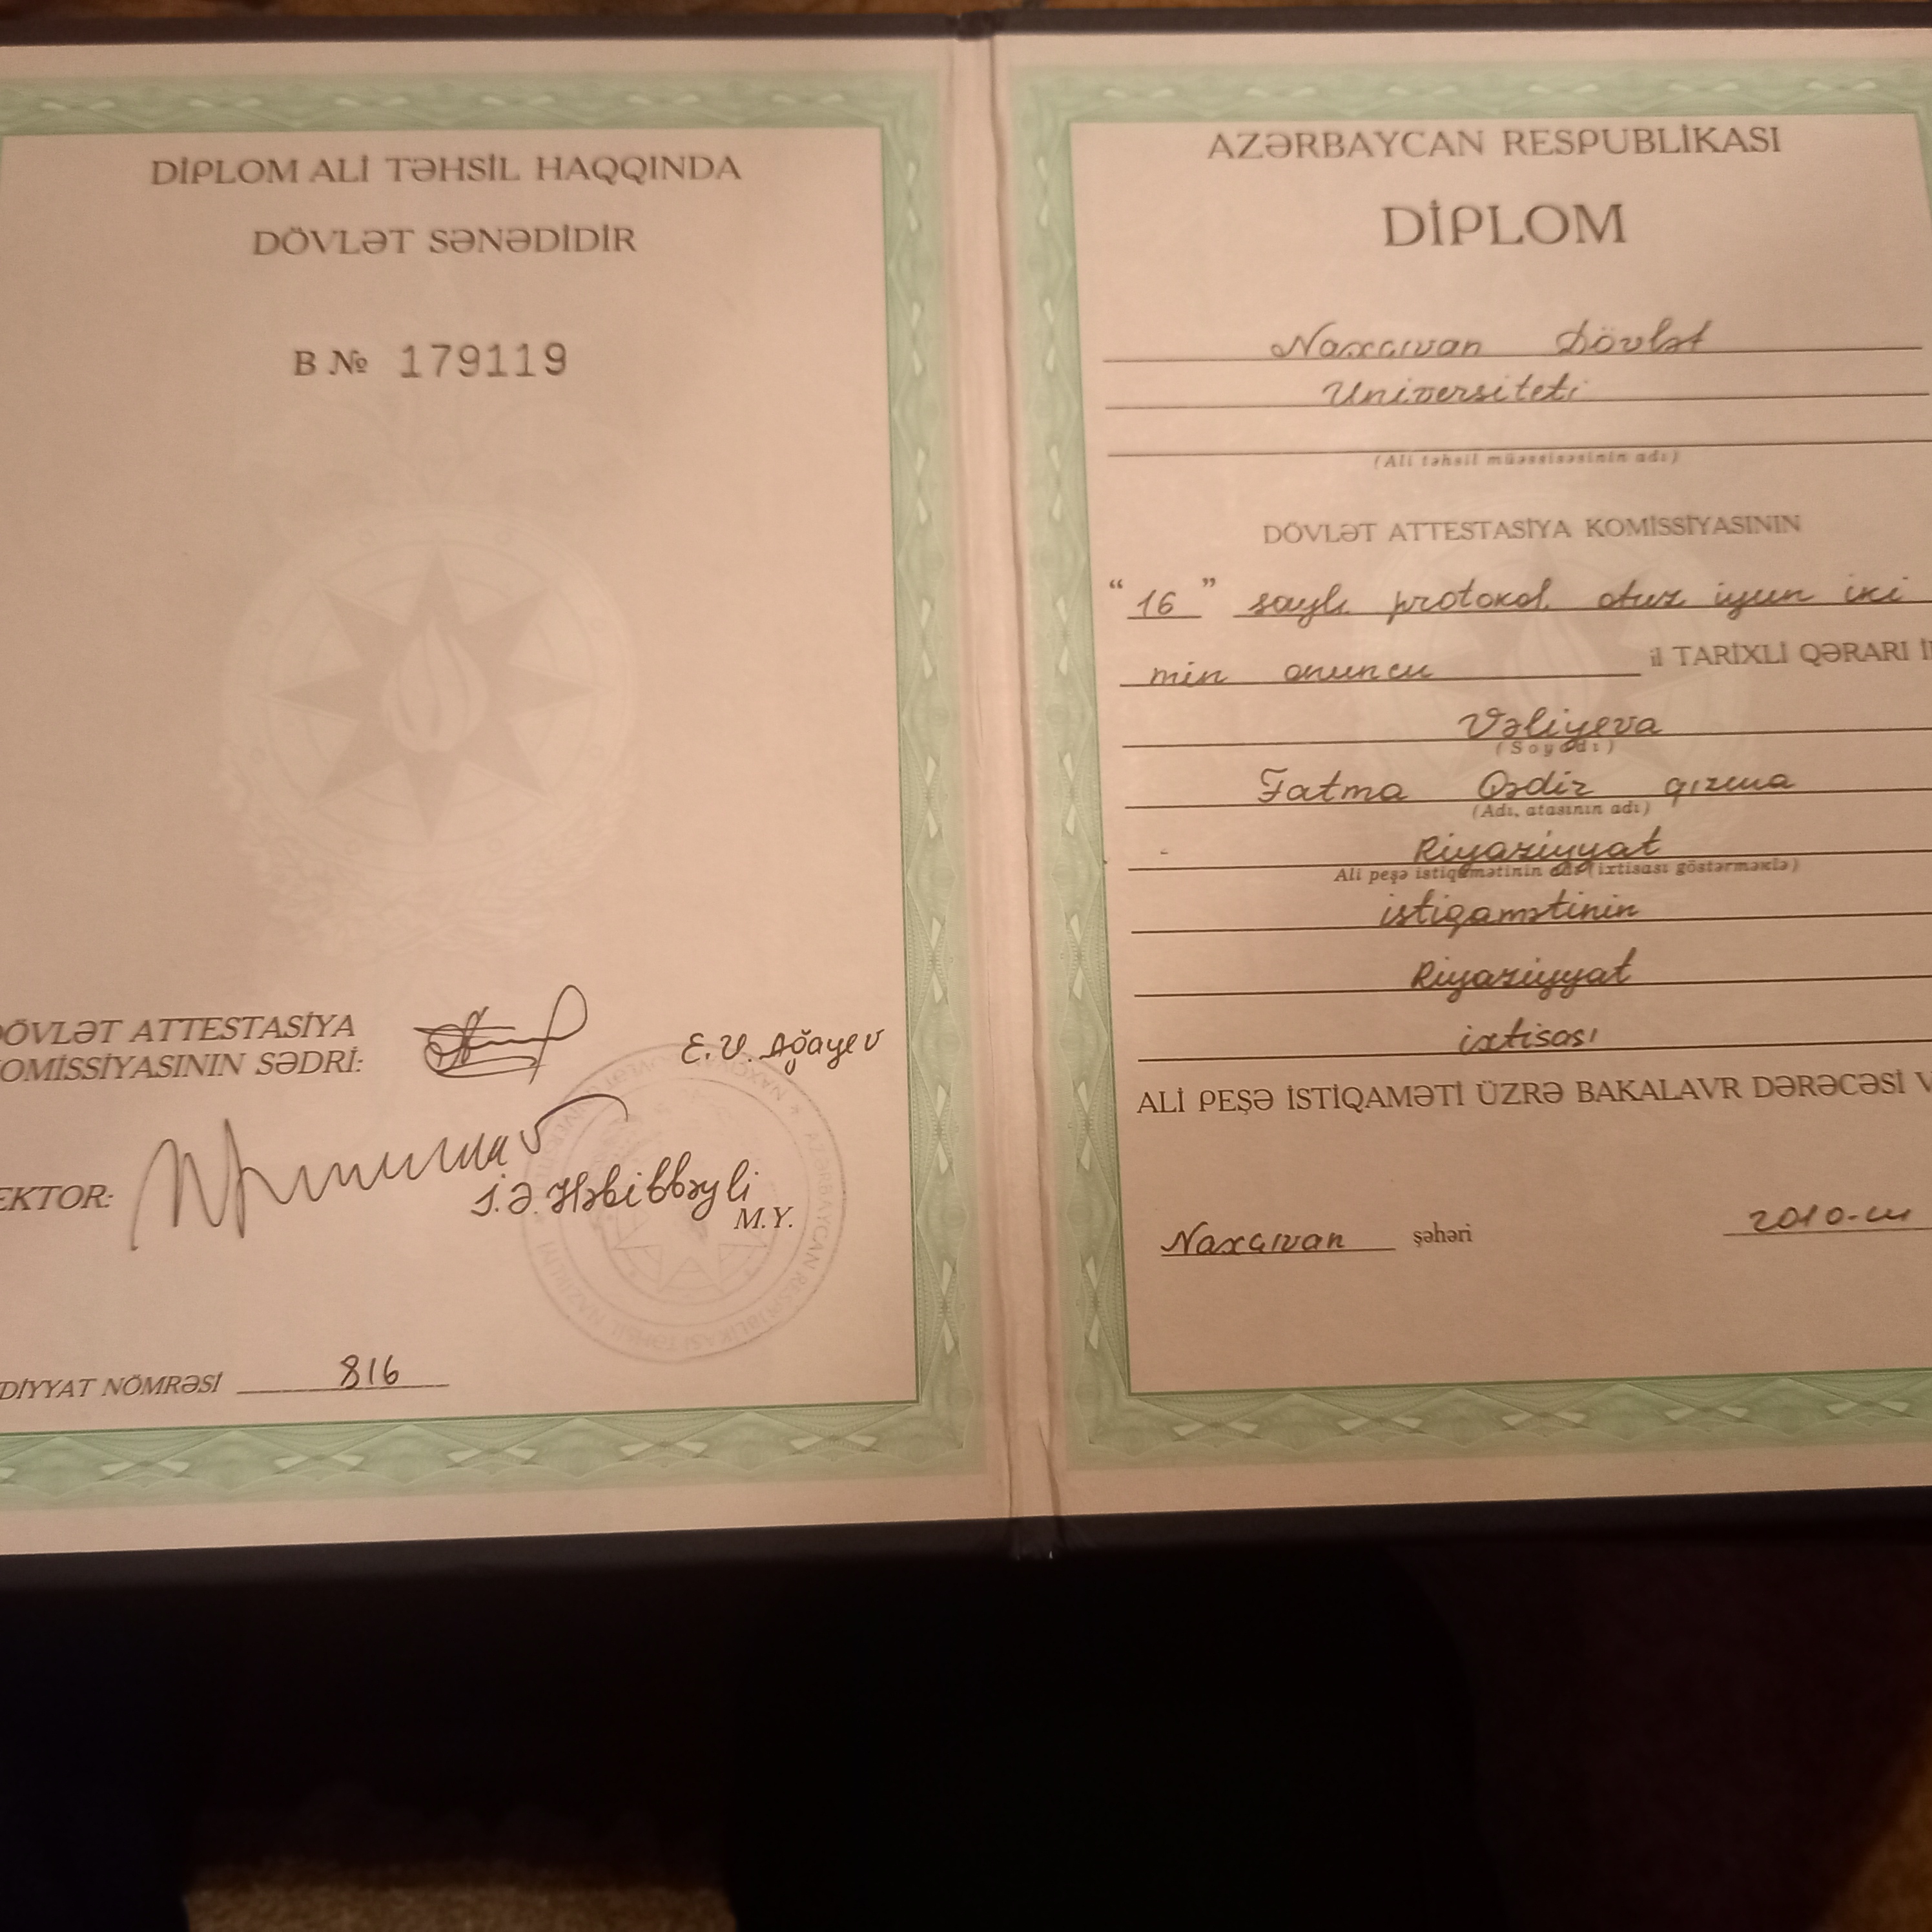 DİPLOM ALİ TƏHSİL HAQQINDA
DÖVLƏT SƏNƏDİDİR
B № 179119
DÖVLƏT ATTESTASİYA
KOMİSSİYASININ SƏDRİ:
E.V. Ağayev
REKTOR:
İ.Ə. Həbibbəyli
M.Y.
QEYDİYYAT NÖMRƏSİ 816
AZƏRBAYCAN RESPUBLİKASI
DİPLOM
Naxçıvan Dövlət
Universiteti
(Ali təhsil müəssisəsinin adı)
DÖVLƏT ATTESTASİYA KOMİSSİYASININ
"16" saylı protokol otuz iyun iki
min onuncu il TARİXLİ QƏRARI İ
Vəliyeva
(Soyadı)
Fatma Qədir qızına
(Adı, atasının adı)
Riyaziyyat
Ali peşə istiqamətinin adı (ixtisası göstərməklə)
istiqamətinin
Riyaziyyat
ixtisası
ALİ PEŞƏ İSTİQAMƏTİ ÜZRƏ BAKALAVR DƏRƏCƏSİ V
Naxçıvan şəhəri 2010-cu